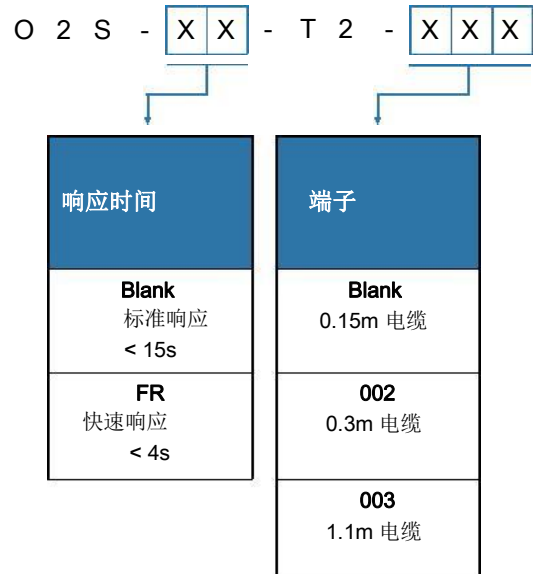 O 2 S - X X - T 2 - X X X
响应时间
Blank
标准响应
< 15s
FR
快速响应
< 4s
端子
Blank
0.15m 电缆
002
0.3m 电缆
003
1.1m 电缆